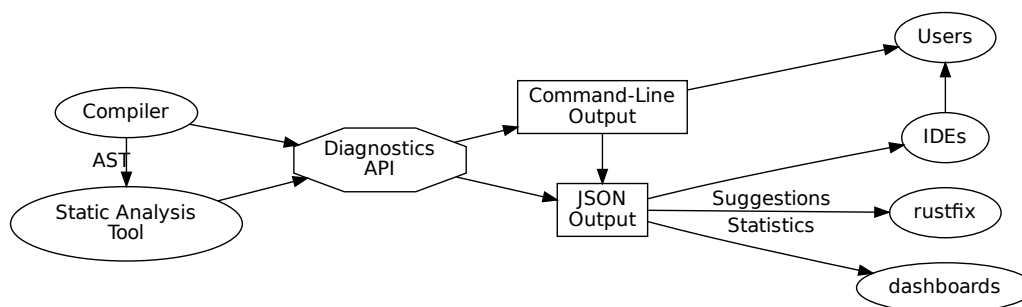 Users
Command-Line
Output
Compiler
IDEs
Diagnostics
API
AST
JSON
Output
Suggestions
Static Analysis
Tool
rustfix
Statistics
dashboards